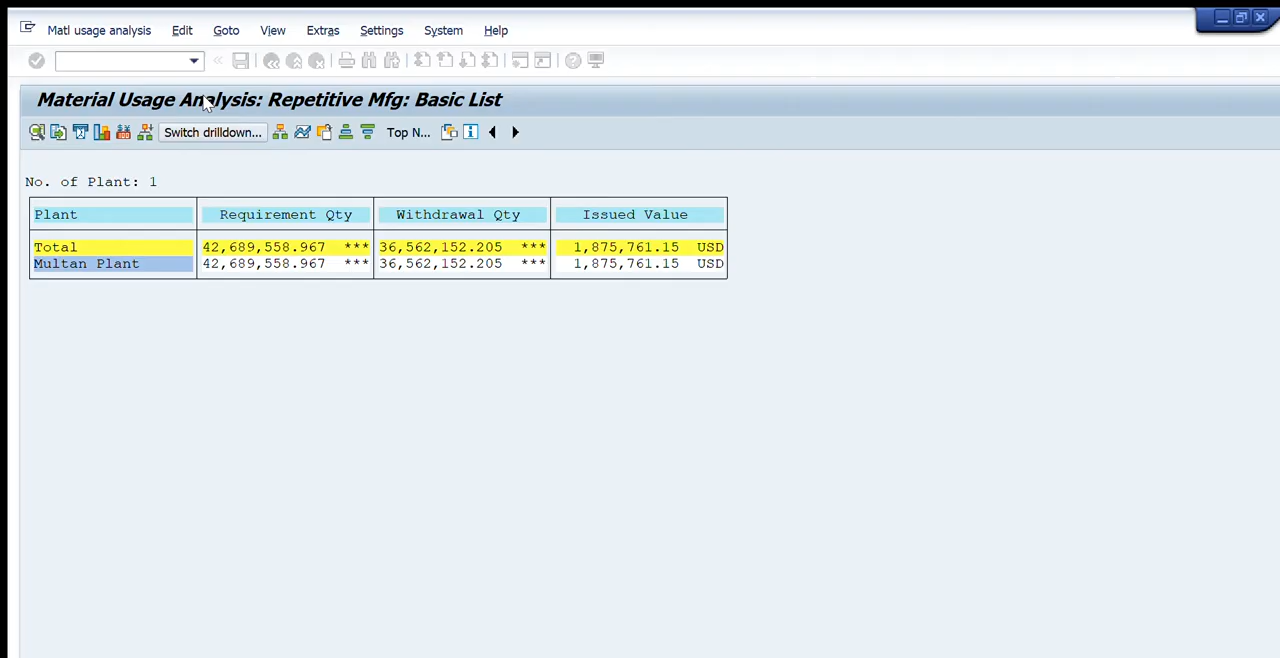 Matl usage analysis Edit Goto View Extras Settings System Help
Material Usage Analysis: Repetitive Mfg: Basic List
Switch drilldown... Top N...
No. of Plant: 1
Plant Requirement Qty Withdrawal Qty Issued Value
Total 42,689,558.967 *** 36,562,152.205 *** 1,875,761.15 USD
Multan Plant 42,689,558.967 *** 36,562,152.205 *** 1,875,761.15 USD